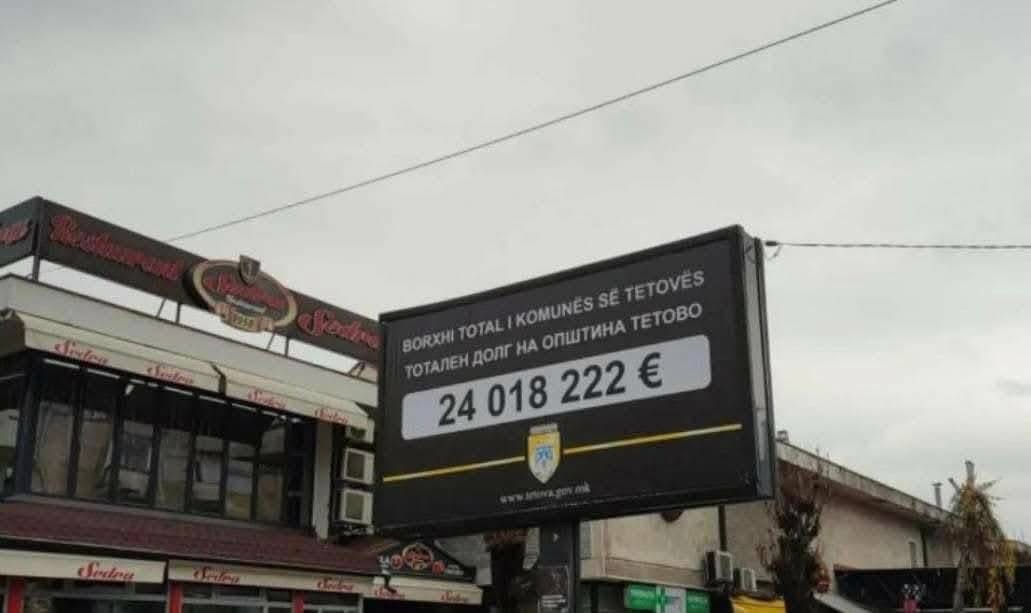 Restaurant
Sedra
BORXHI TOTAL I KOMUNËS SË TETOVËS
ТОТАЛЕН ДОЛГ НА ОПШТИНА ТЕТОВО
24 018 222 €
www.tetova.gov.mk
Sedra
Sedra
Sedra
Sedra
Sedra
Sedra
Sedra